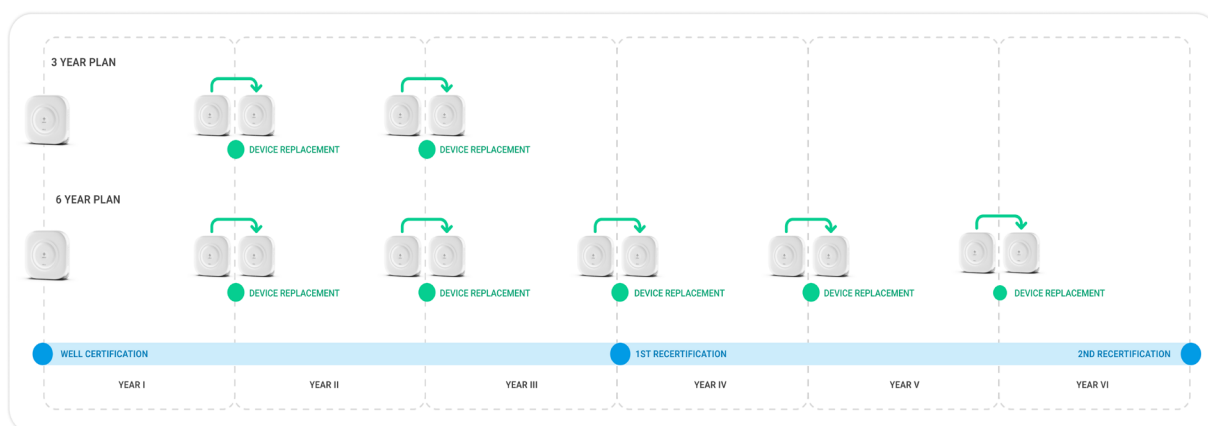 3 YEAR PLAN
DEVICE REPLACEMENT
DEVICE REPLACEMENT
6 YEAR PLAN
DEVICE REPLACEMENT
DEVICE REPLACEMENT
DEVICE REPLACEMENT
DEVICE REPLACEMENT
DEVICE REPLACEMENT
WELL CERTIFICATION
1ST RECERTIFICATION
2ND RECERTIFICATION
YEAR I
YEAR II
YEAR III
YEAR IV
YEAR V
YEAR VI